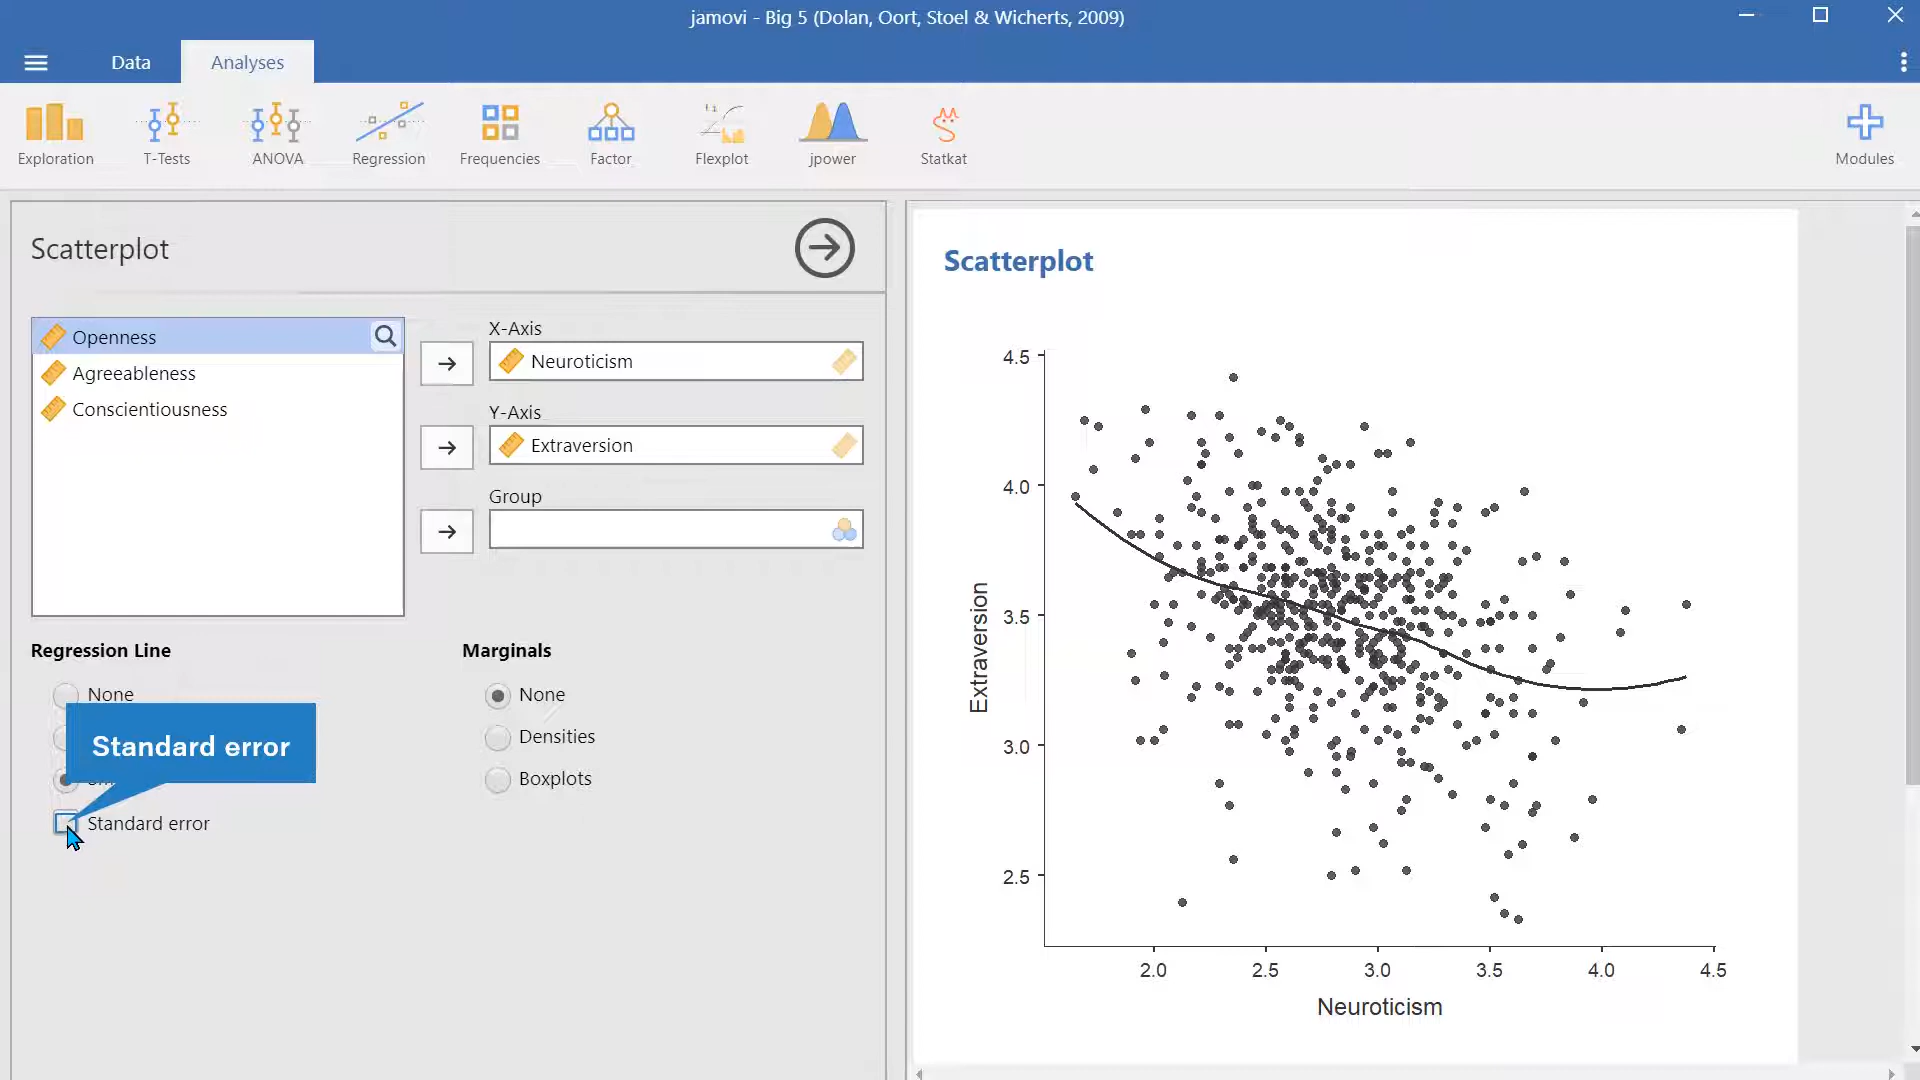 jamovi - Big 5 (Dolan, Oort, Stoel & Wicherts, 2009)
Data
Analyses
Exploration
T-Tests
ANOVA
Regression
Frequencies
Factor
Flexplot
jpower
Statkat
Modules
Scatterplot
Openness
Agreeableness
Conscientiousness
X-Axis
Neuroticism
Y-Axis
Extraversion
Group
Regression Line
None
Standard error
Standard error
Marginals
None
Densities
Boxplots
Scatterplot
4.5
4.0
3.5
3.0
2.5
Extraversion
2.0 2.5 3.0 3.5 4.0 4.5
Neuroticism